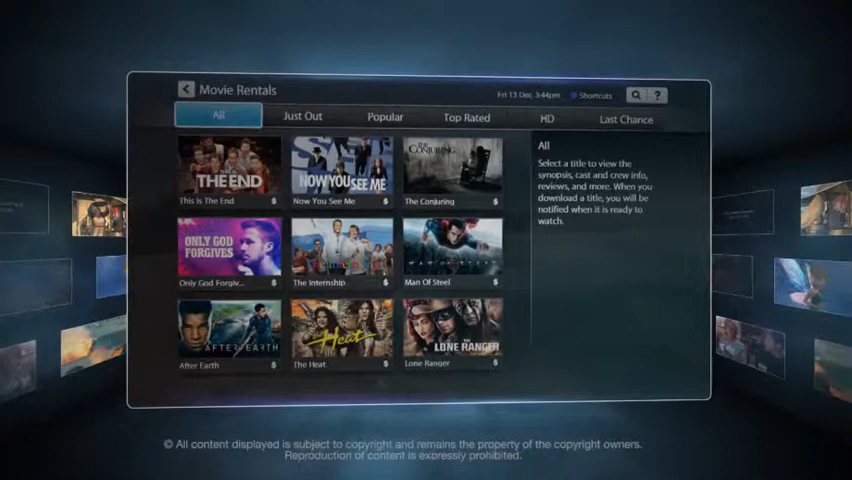 Movie Rentals
Fri 13 Dec, 3:44pm
Shortcuts
?
All
Just Out
Popular
Top Rated
HD
Last Chance
THIS IS
THE END
This Is The End $
NOW YOU SEE ME
Now You See Me $
THE
CONJURING
The Conjuring $
ONLY GOD
FORGIVES
Only God Forgiv... $
The Internship $
MAN OF STEEL
Man Of Steel $
AFTER EARTH
After Earth $
Heat
The Heat $
THE
LONE RANGER
Lone Ranger $
All
Select a title to view the
synopsis, cast and crew info,
reviews, and more. When you
download a title, you will be
notified when it is ready to
watch.
© All content displayed is subject to copyright and remains the property of the copyright owners.
Reproduction of content is expressly prohibited.